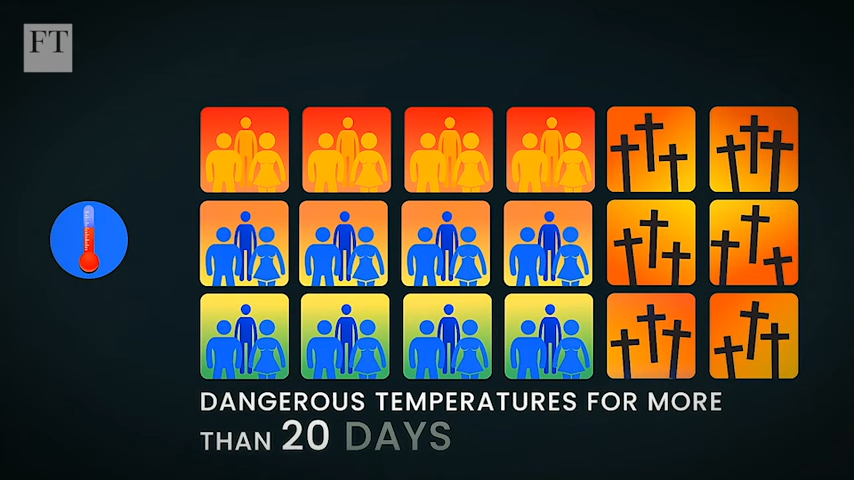 FT
DANGEROUS TEMPERATURES FOR MORE
THAN 20 DAYS